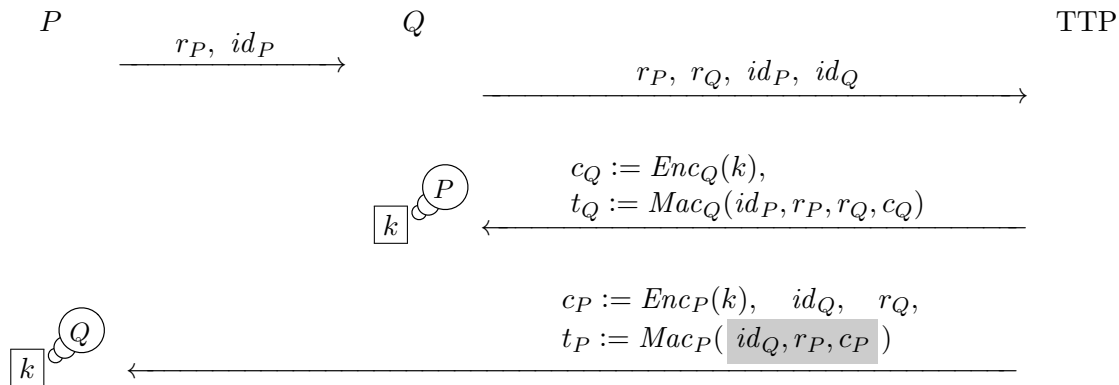 P Q TTP
r_P, id_P
r_P, r_Q, id_P, id_Q
c_Q := Enc_Q(k),
P
t_Q := Mac_Q(id_P, r_P, r_Q, c_Q)
k
c_P := Enc_P(k), id_Q, r_Q,
Q
t_P := Mac_P( id_Q, r_P, c_P )
k